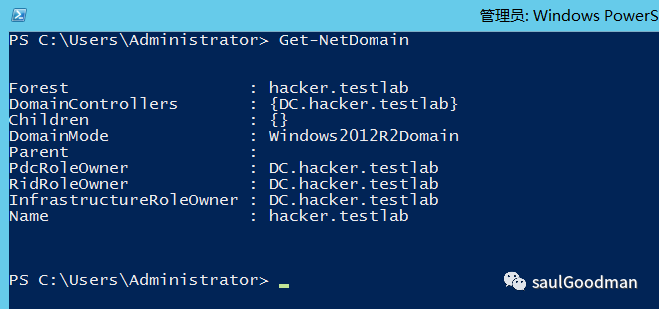 管理员: Windows PowerS
PS C:\Users\Administrator> Get-NetDomain
Forest : hacker.testlab
DomainControllers : {DC.hacker.testlab}
Children : {}
DomainMode : Windows2012R2Domain
Parent :
PdcRoleOwner : DC.hacker.testlab
RidRoleOwner : DC.hacker.testlab
InfrastructureRoleOwner : DC.hacker.testlab
Name : hacker.testlab
PS C:\Users\Administrator>
saulGoodman